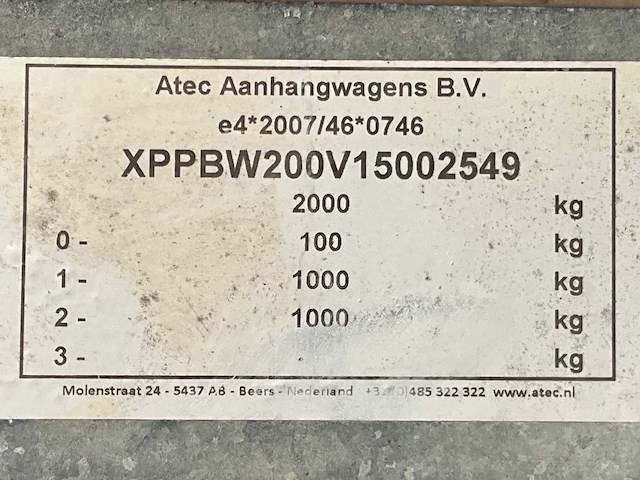 Atec Aanhangwagens B.V.
e4*2007/46*0746
XPPBW200V15002549
2000 kg
0 - 100 kg
1 - 1000 kg
2 - 1000 kg
3 - . kg
Molenstraat 24 - 5437 AB - Beers - Nederland +31(0)485 322 322 www.atec.nl